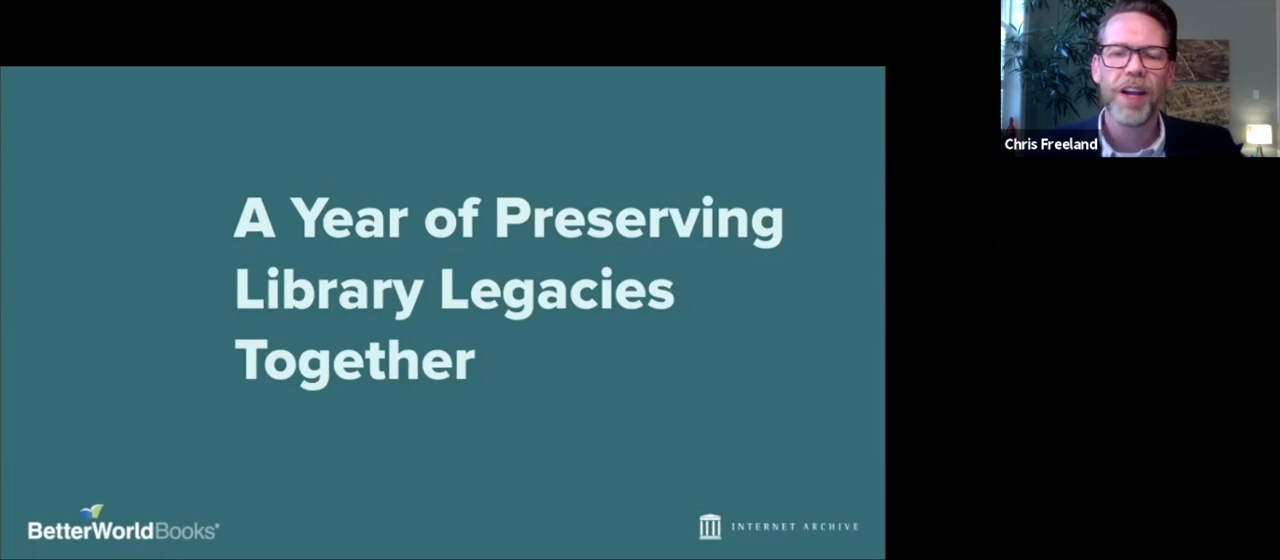 A Year of Preserving
Library Legacies
Together
BetterWorldBooks
INTERNET ARCHIVE
Chris Freeland